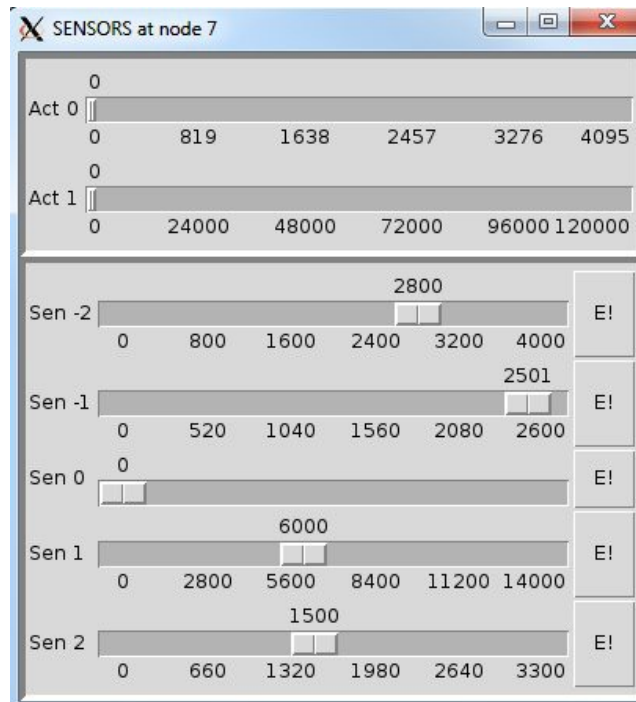 SENSORS at node 7
0
Act 0
0 819 1638 2457 3276 4095
0
Act 1
0 24000 48000 72000 96000 120000
2800
Sen -2 E!
0 800 1600 2400 3200 4000
2501
Sen -1 E!
0 520 1040 1560 2080 2600
0
Sen 0 E!
6000
Sen 1 E!
0 2800 5600 8400 11200 14000
1500
Sen 2 E!
0 660 1320 1980 2640 3300